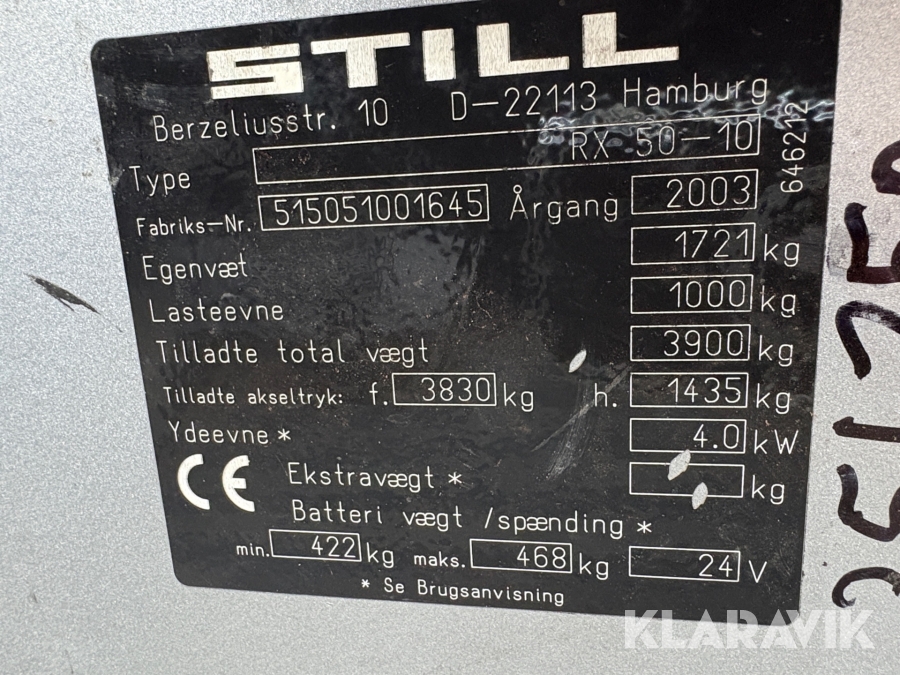 STILL
Berzeliusstr. 10 D-22113 Hamburg
Type RX 50-10
646212
Fabriks-Nr. 515051001645 Årgang 2003
Egenvæt 1721 kg
Lasteevne 1000 kg
Tilladte total vægt 3900 kg
Tilladte akseltryk: f. 3830 kg h. 1435 kg
Ydeevne * 4.0 kW
CE Ekstravægt * kg
Batteri vægt /spænding *
min. 422 kg maks. 468 kg 24 V
* Se Brugsanvisning
KLARAVIK